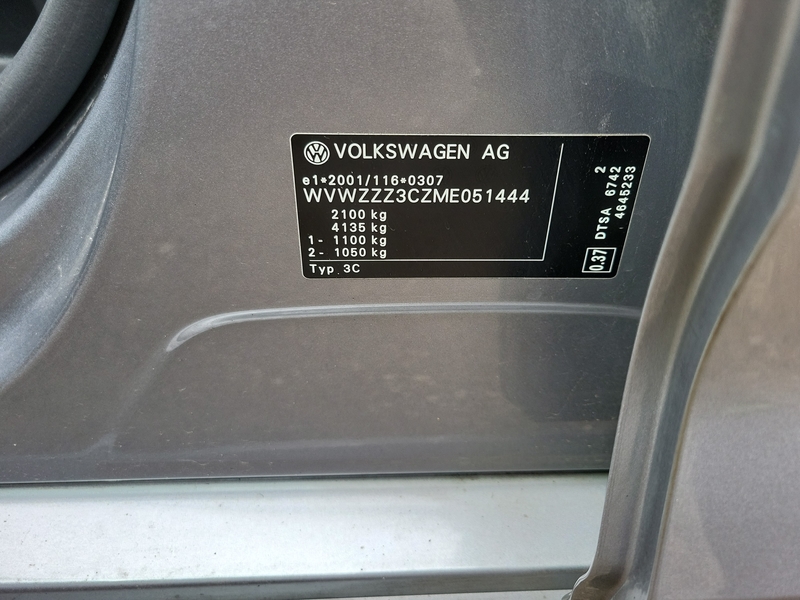 VOLKSWAGEN AG
e1*2001/116*0307
WVWZZZ3CZME051444
2100 kg
4135 kg
1- 1100 kg
2- 1050 kg
Typ 3C
0.37 DTSA 6742 2
4645233